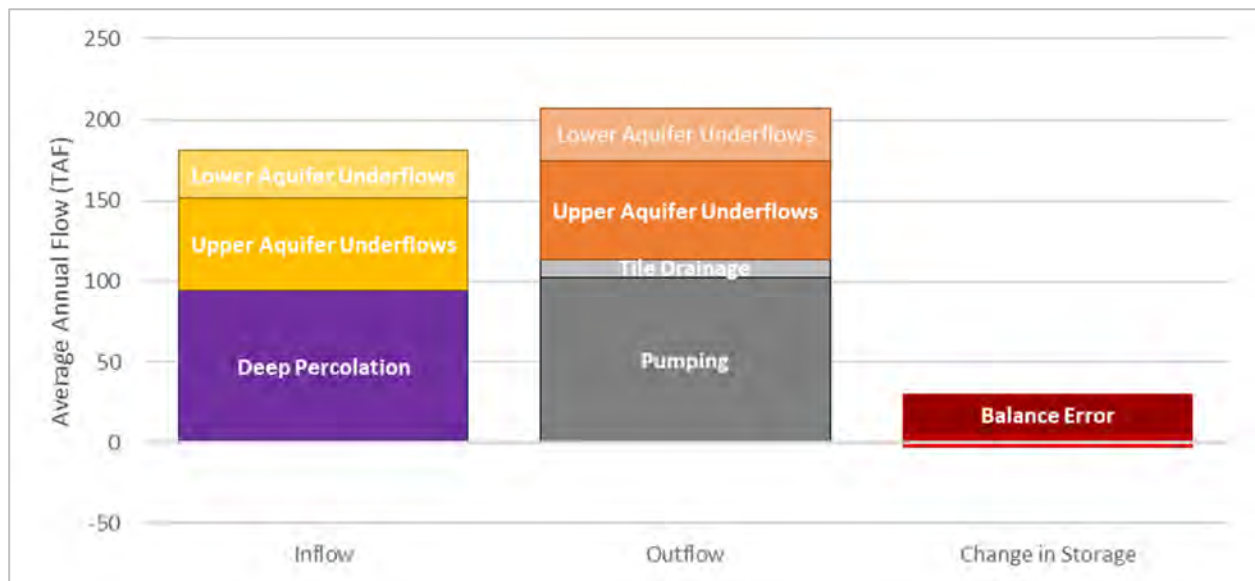 250
200
150
100
50
0
-50
Average Annual Flow (TAF)
Lower Aquifer Underflows
Upper Aquifer Underflows
Deep Percolation
Lower Aquifer Underflows
Upper Aquifer Underflows
Tile Drainage
Pumping
Balance Error
Inflow
Outflow
Change in Storage